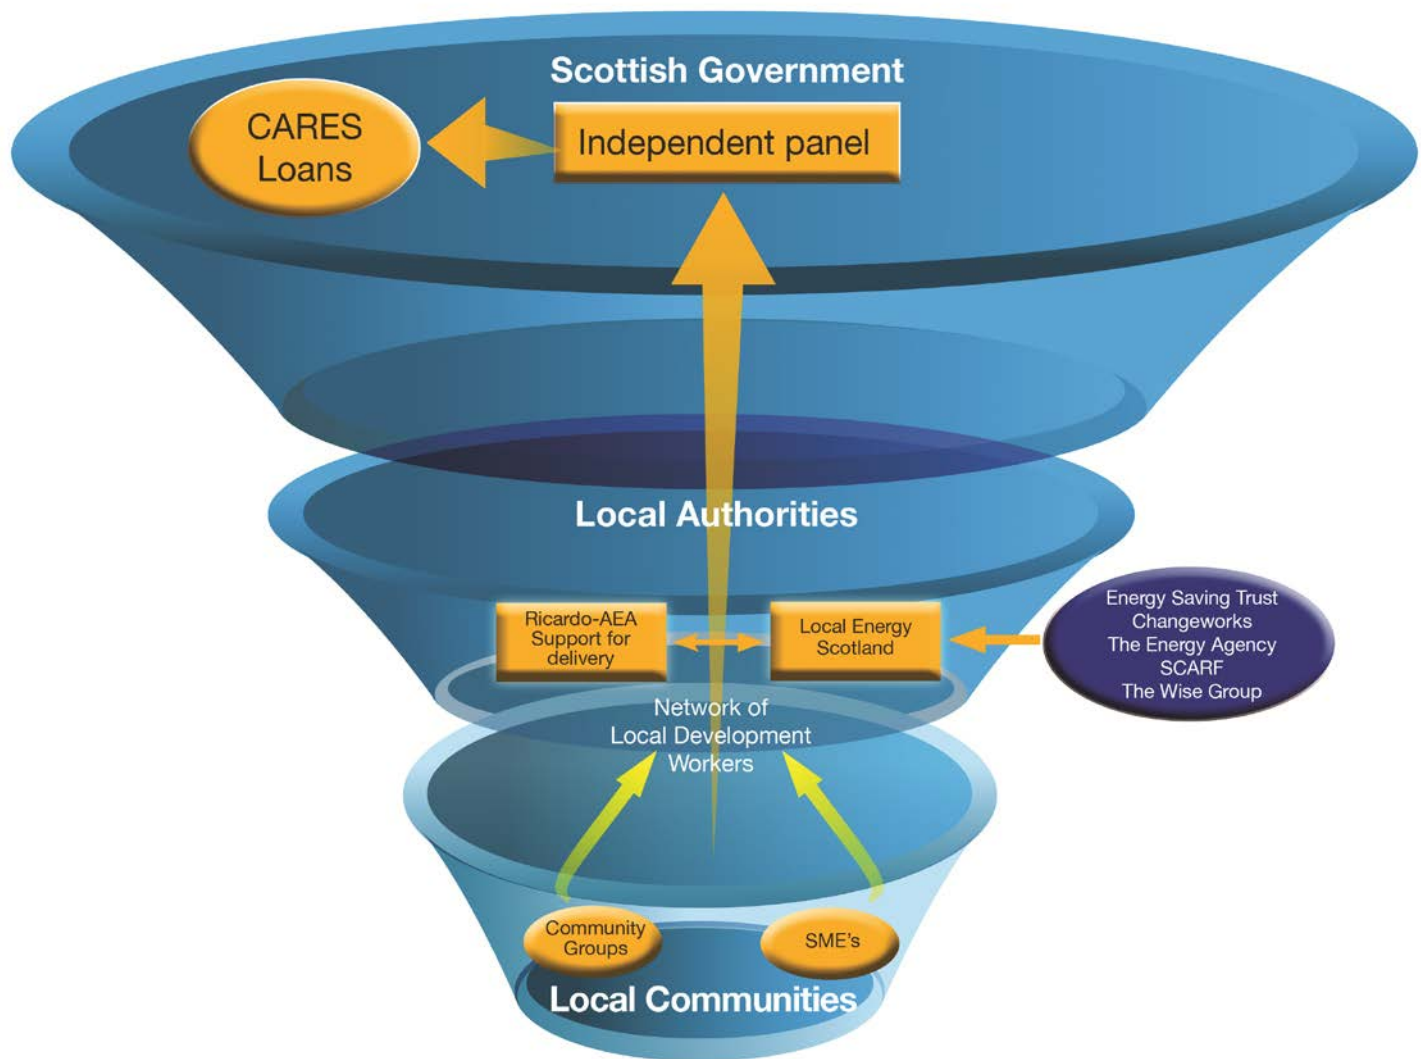 Scottish Government
CARES
Loans
Independent panel
Local Authorities
Ricardo-AEA
Support for
delivery
Local Energy
Scotland
Energy Saving Trust
Changeworks
The Energy Agency
SCARF
The Wise Group
Network of
Local Development
Workers
Community
Groups
SME's
Local Communities